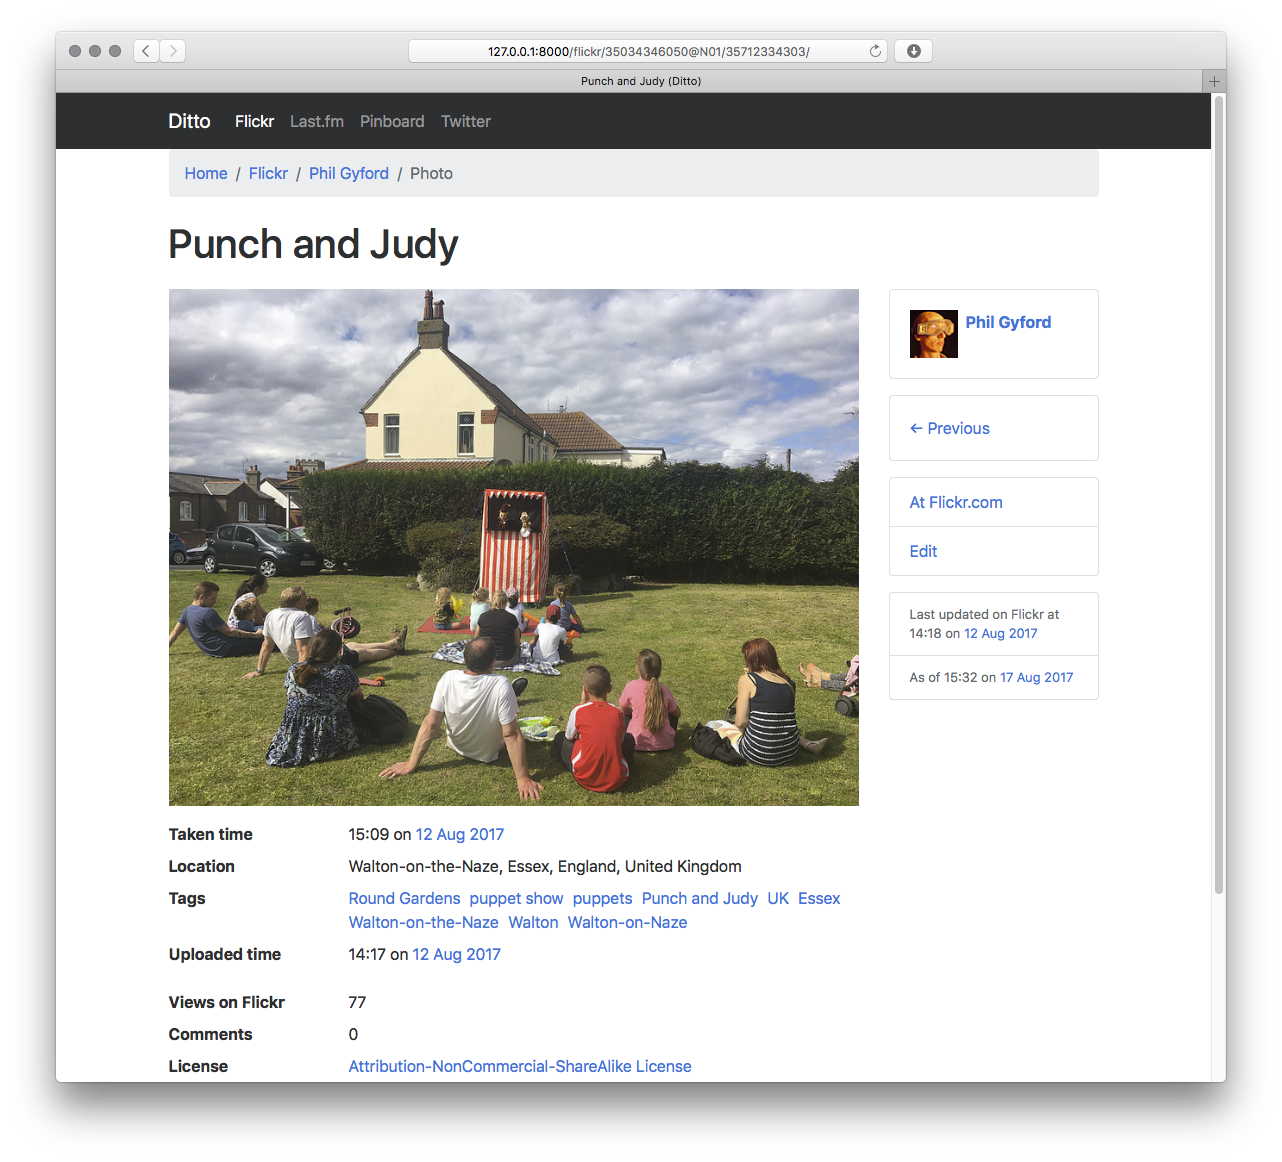 127.0.0.1:8000/flickr/35034346050@N01/35712334303/
Punch and Judy (Ditto)
Ditto Flickr Last.fm Pinboard Twitter
Home / Flickr / Phil Gyford / Photo
Punch and Judy
Phil Gyford
← Previous
At Flickr.com
Edit
Last updated on Flickr at
14:18 on 12 Aug 2017
As of 15:32 on 17 Aug 2017
Taken time 15:09 on 12 Aug 2017
Location Walton-on-the-Naze, Essex, England, United Kingdom
Tags Round Gardens puppet show puppets Punch and Judy UK Essex
Walton-on-the-Naze Walton Walton-on-Naze
Uploaded time 14:17 on 12 Aug 2017
Views on Flickr 77
Comments 0
License Attribution-NonCommercial-ShareAlike License